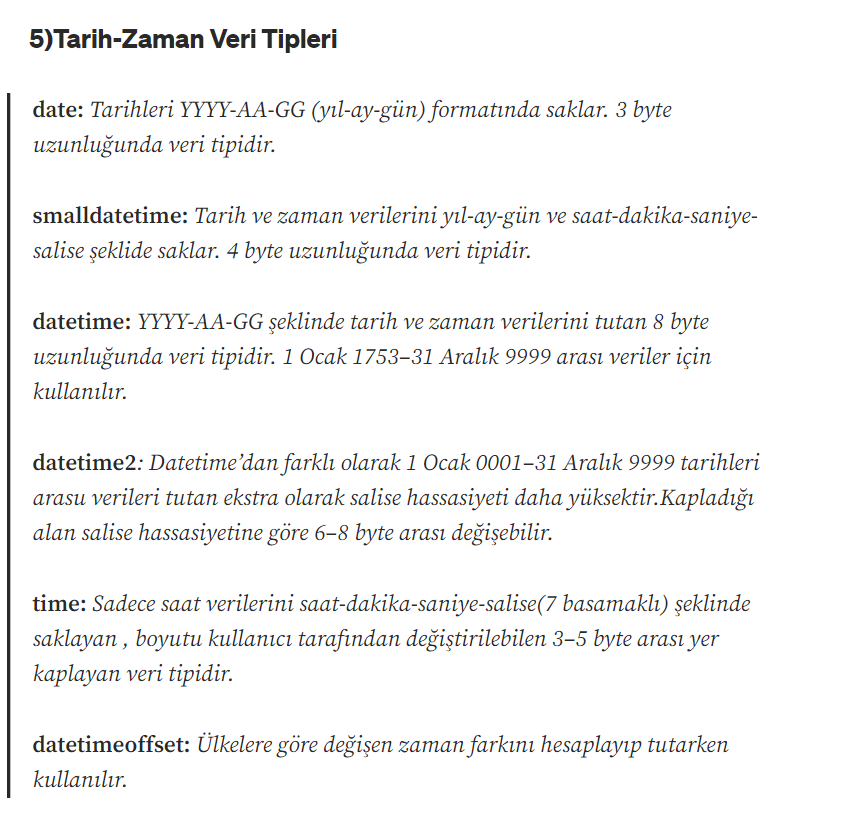 5)Tarih-Zaman Veri Tipleri
date: Tarihleri YYYY-AA-GG (yıl-ay-gün) formatında saklar. 3 byte
uzunluğunda veri tipidir.
smalldatetime: Tarih ve zaman verilerini yıl-ay-gün ve saat-dakika-saniye-
salise şeklide saklar. 4 byte uzunluğunda veri tipidir.
datetime: YYYY-AA-GG şeklinde tarih ve zaman verilerini tutan 8 byte
uzunluğunda veri tipidir. 1 Ocak 1753–31 Aralık 9999 arası veriler için
kullanılır.
datetime2: Datetime’dan farklı olarak 1 Ocak 0001–31 Aralık 9999 tarihleri
arasu verileri tutan ekstra olarak salise hassasiyeti daha yüksektir.Kapladığı
alan salise hassasiyetine göre 6–8 byte arası değişebilir.
time: Sadece saat verilerini saat-dakika-saniye-salise(7 basamaklı) şeklinde
saklayan , boyutu kullanıcı tarafından değiştirilebilen 3–5 byte arası yer
kaplayan veri tipidir.
datetimeoffset: Ülkelere göre değişen zaman farkını hesaplayıp tutarken
kullanılır.